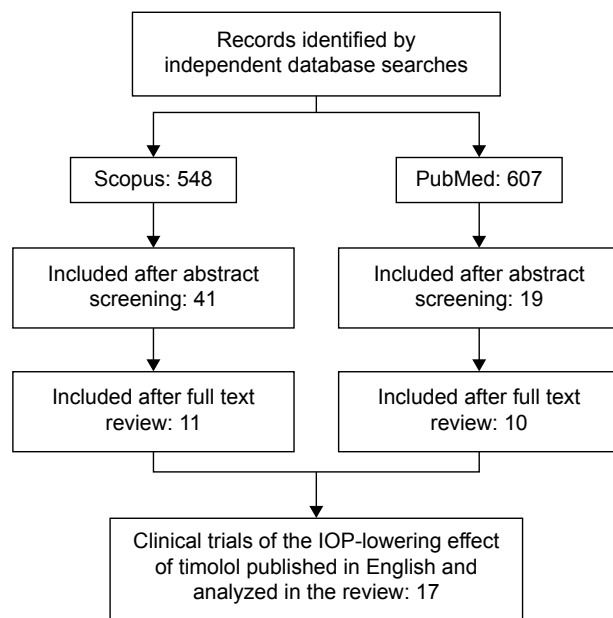 Records identified by
independent database searches
Scopus: 548
PubMed: 607
Included after abstract
screening: 41
Included after abstract
screening: 19
Included after full text
review: 11
Included after full text
review: 10
Clinical trials of the IOP-lowering effect
of timolol published in English and
analyzed in the review: 17